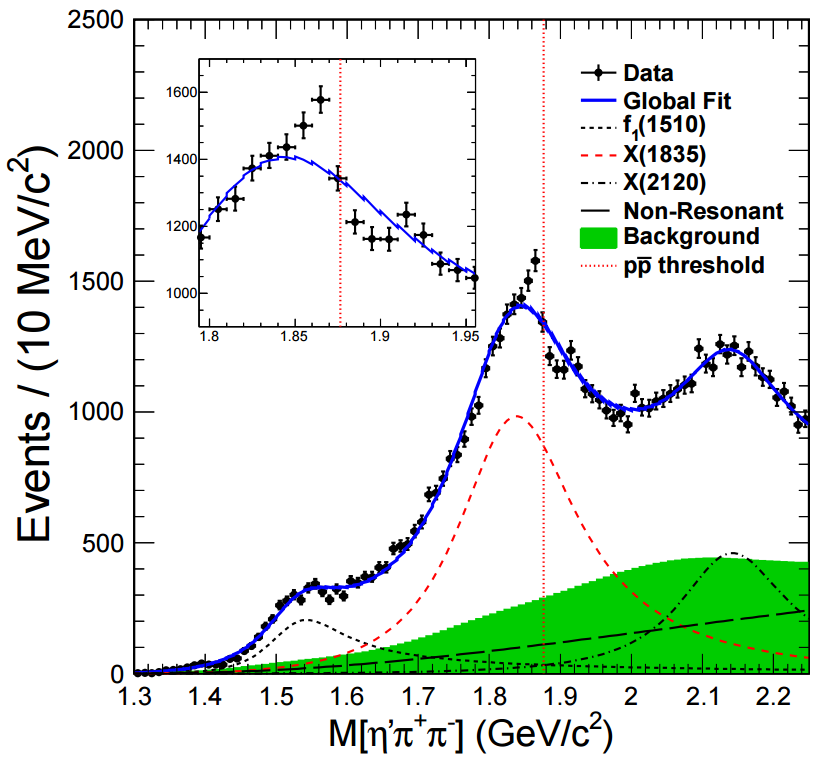 2500
2000
1500
1000
500
0
Events / (10 MeV/c²)
1600
1400
1200
1000
1.8 1.85 1.9 1.95
Data
Global Fit
f₁(1510)
X(1835)
X(2120)
Non-Resonant
Background
pp̅ threshold
1.3 1.4 1.5 1.6 1.7 1.8 1.9 2 2.1 2.2
M[η′π⁺π⁻] (GeV/c²)